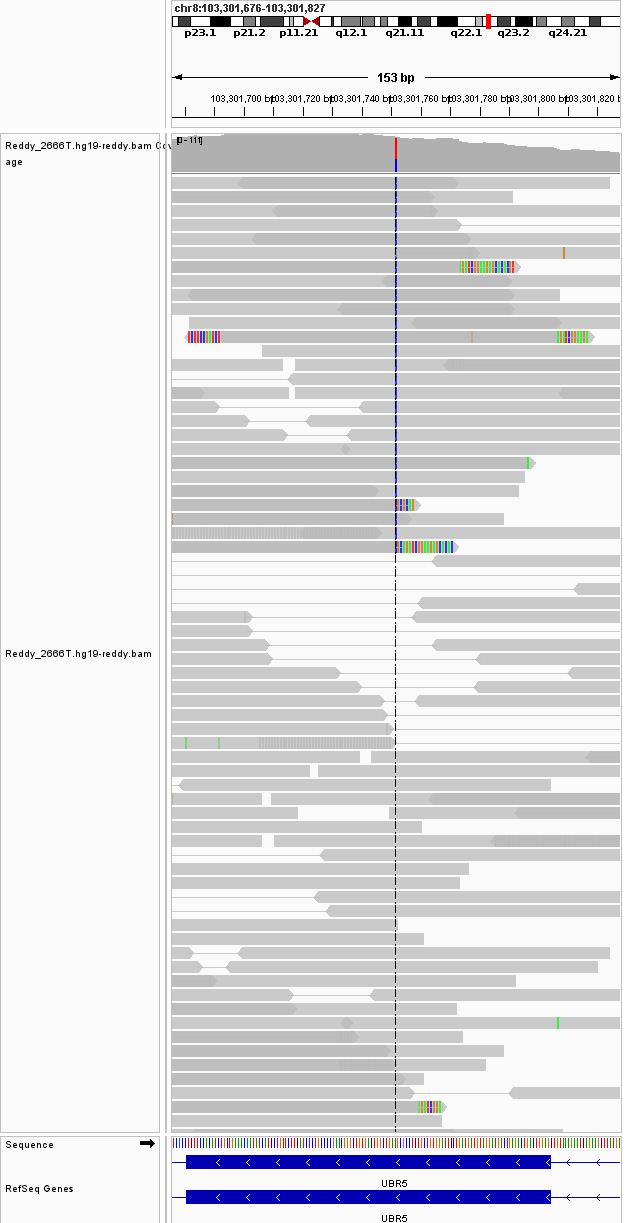 chr8:103,301,676-103,301,827
p23.1 p21.2 p11.21 q12.1 q21.11 q22.1 q23.2 q24.21
153 bp
103,301,700 bp 103,301,720 bp 103,301,740 bp 103,301,760 bp 103,301,780 bp 103,301,800 bp 103,301,820 b
[0 - 111]
Reddy_2666T.hg19-reddy.bam Cov
age
Reddy_2666T.hg19-reddy.bam
Sequence
UBR5
RefSeq Genes
UBR5